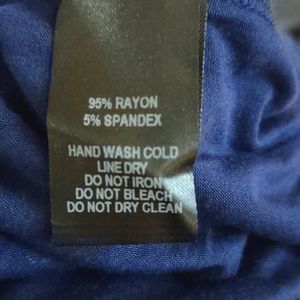 95% RAYON
5% SPANDEX
HAND WASH COLD
LINE DRY
DO NOT IRON
DO NOT BLEACH
DO NOT DRY CLEAN